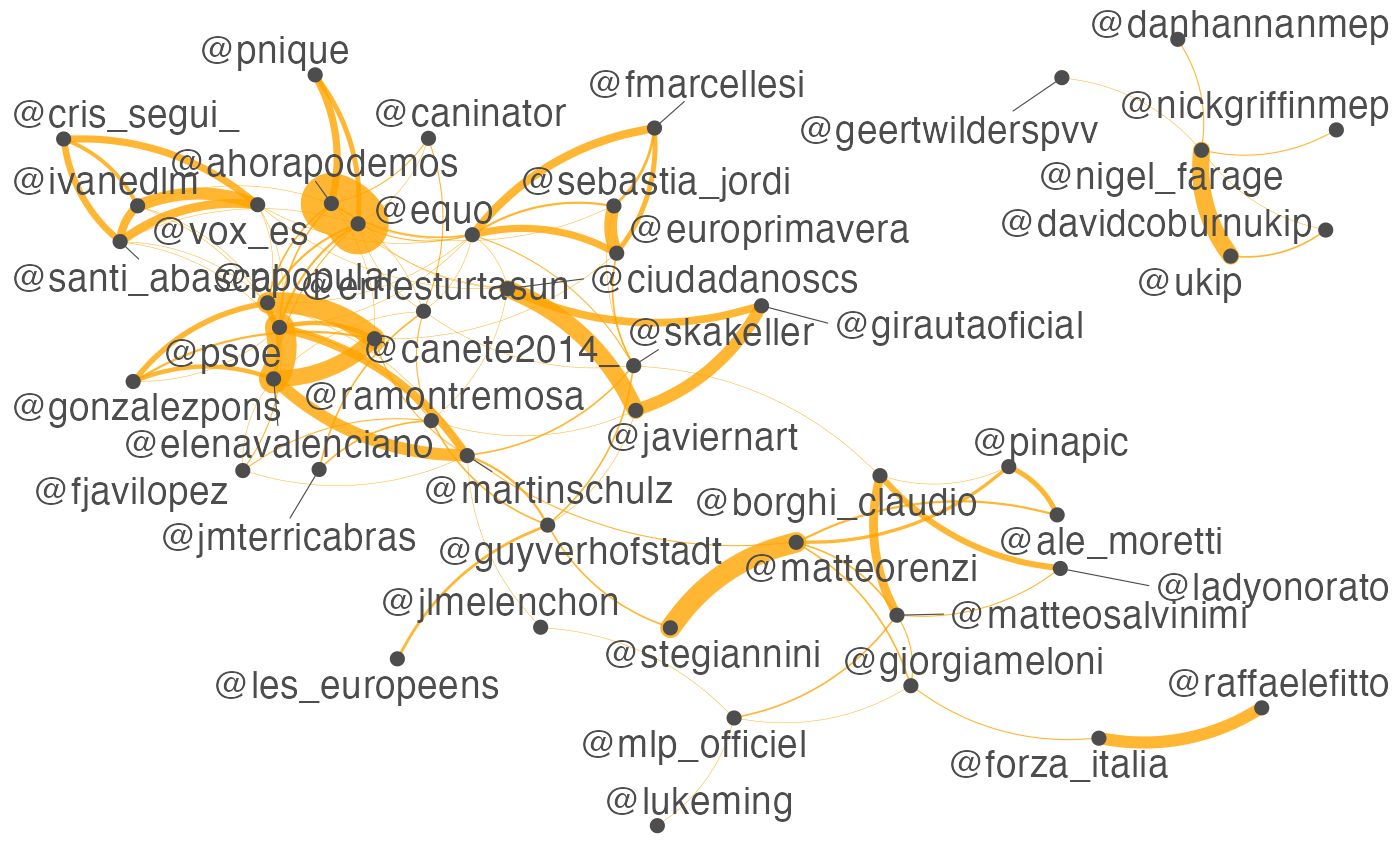 @danhannanmep
@pnique
@fmarcellesi
@nickgriffinmep
@cris_segui_
@caninator
@geertwilderspvv
@ahorapodemos
@ivanedlm
@sebastia_jordi
@nigel_farage
@equo
@vox_es
@europrimavera
@davidcoburnukip
@santi_abascal
@ppopular
@ernesturtasun
@ciudadanoscs
@ukip
@skakeller
@girautaoficial
@psoe
@canete2014_
@gonzalezpons
@ramontremosa
@elenavalenciano
@javiernart
@pinapic
@fjavilopez
@martinschulz
@borghi_claudio
@jmterricabras
@guyverhofstadt
@ale_moretti
@matteorenzi
@ladyonorato
@jlmelenchon
@matteosalvinimi
@stegiannini
@giorgiameloni
@les_europeens
@raffaelefitto
@mlp_officiel
@forza_italia
@lukeming